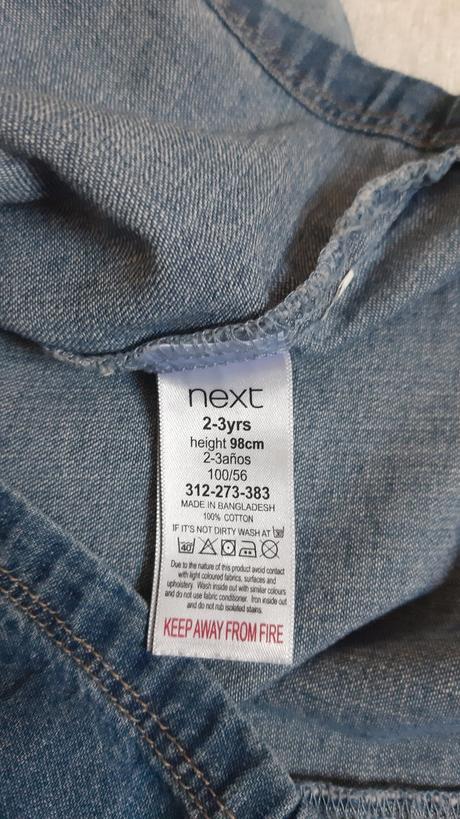 next
2-3yrs
height 98cm
2-3años
100/56
312-273-383
MADE IN BANGLADESH
100% COTTON
IF IT'S NOT DIRTY WASH AT
40
Due to the nature of this product avoid contact
with light coloured fabrics, surfaces and
upholstery. Wash inside out with similar colours
and do not use fabric conditioner. Iron inside out
and do not rub isolated stains.
KEEP AWAY FROM FIRE